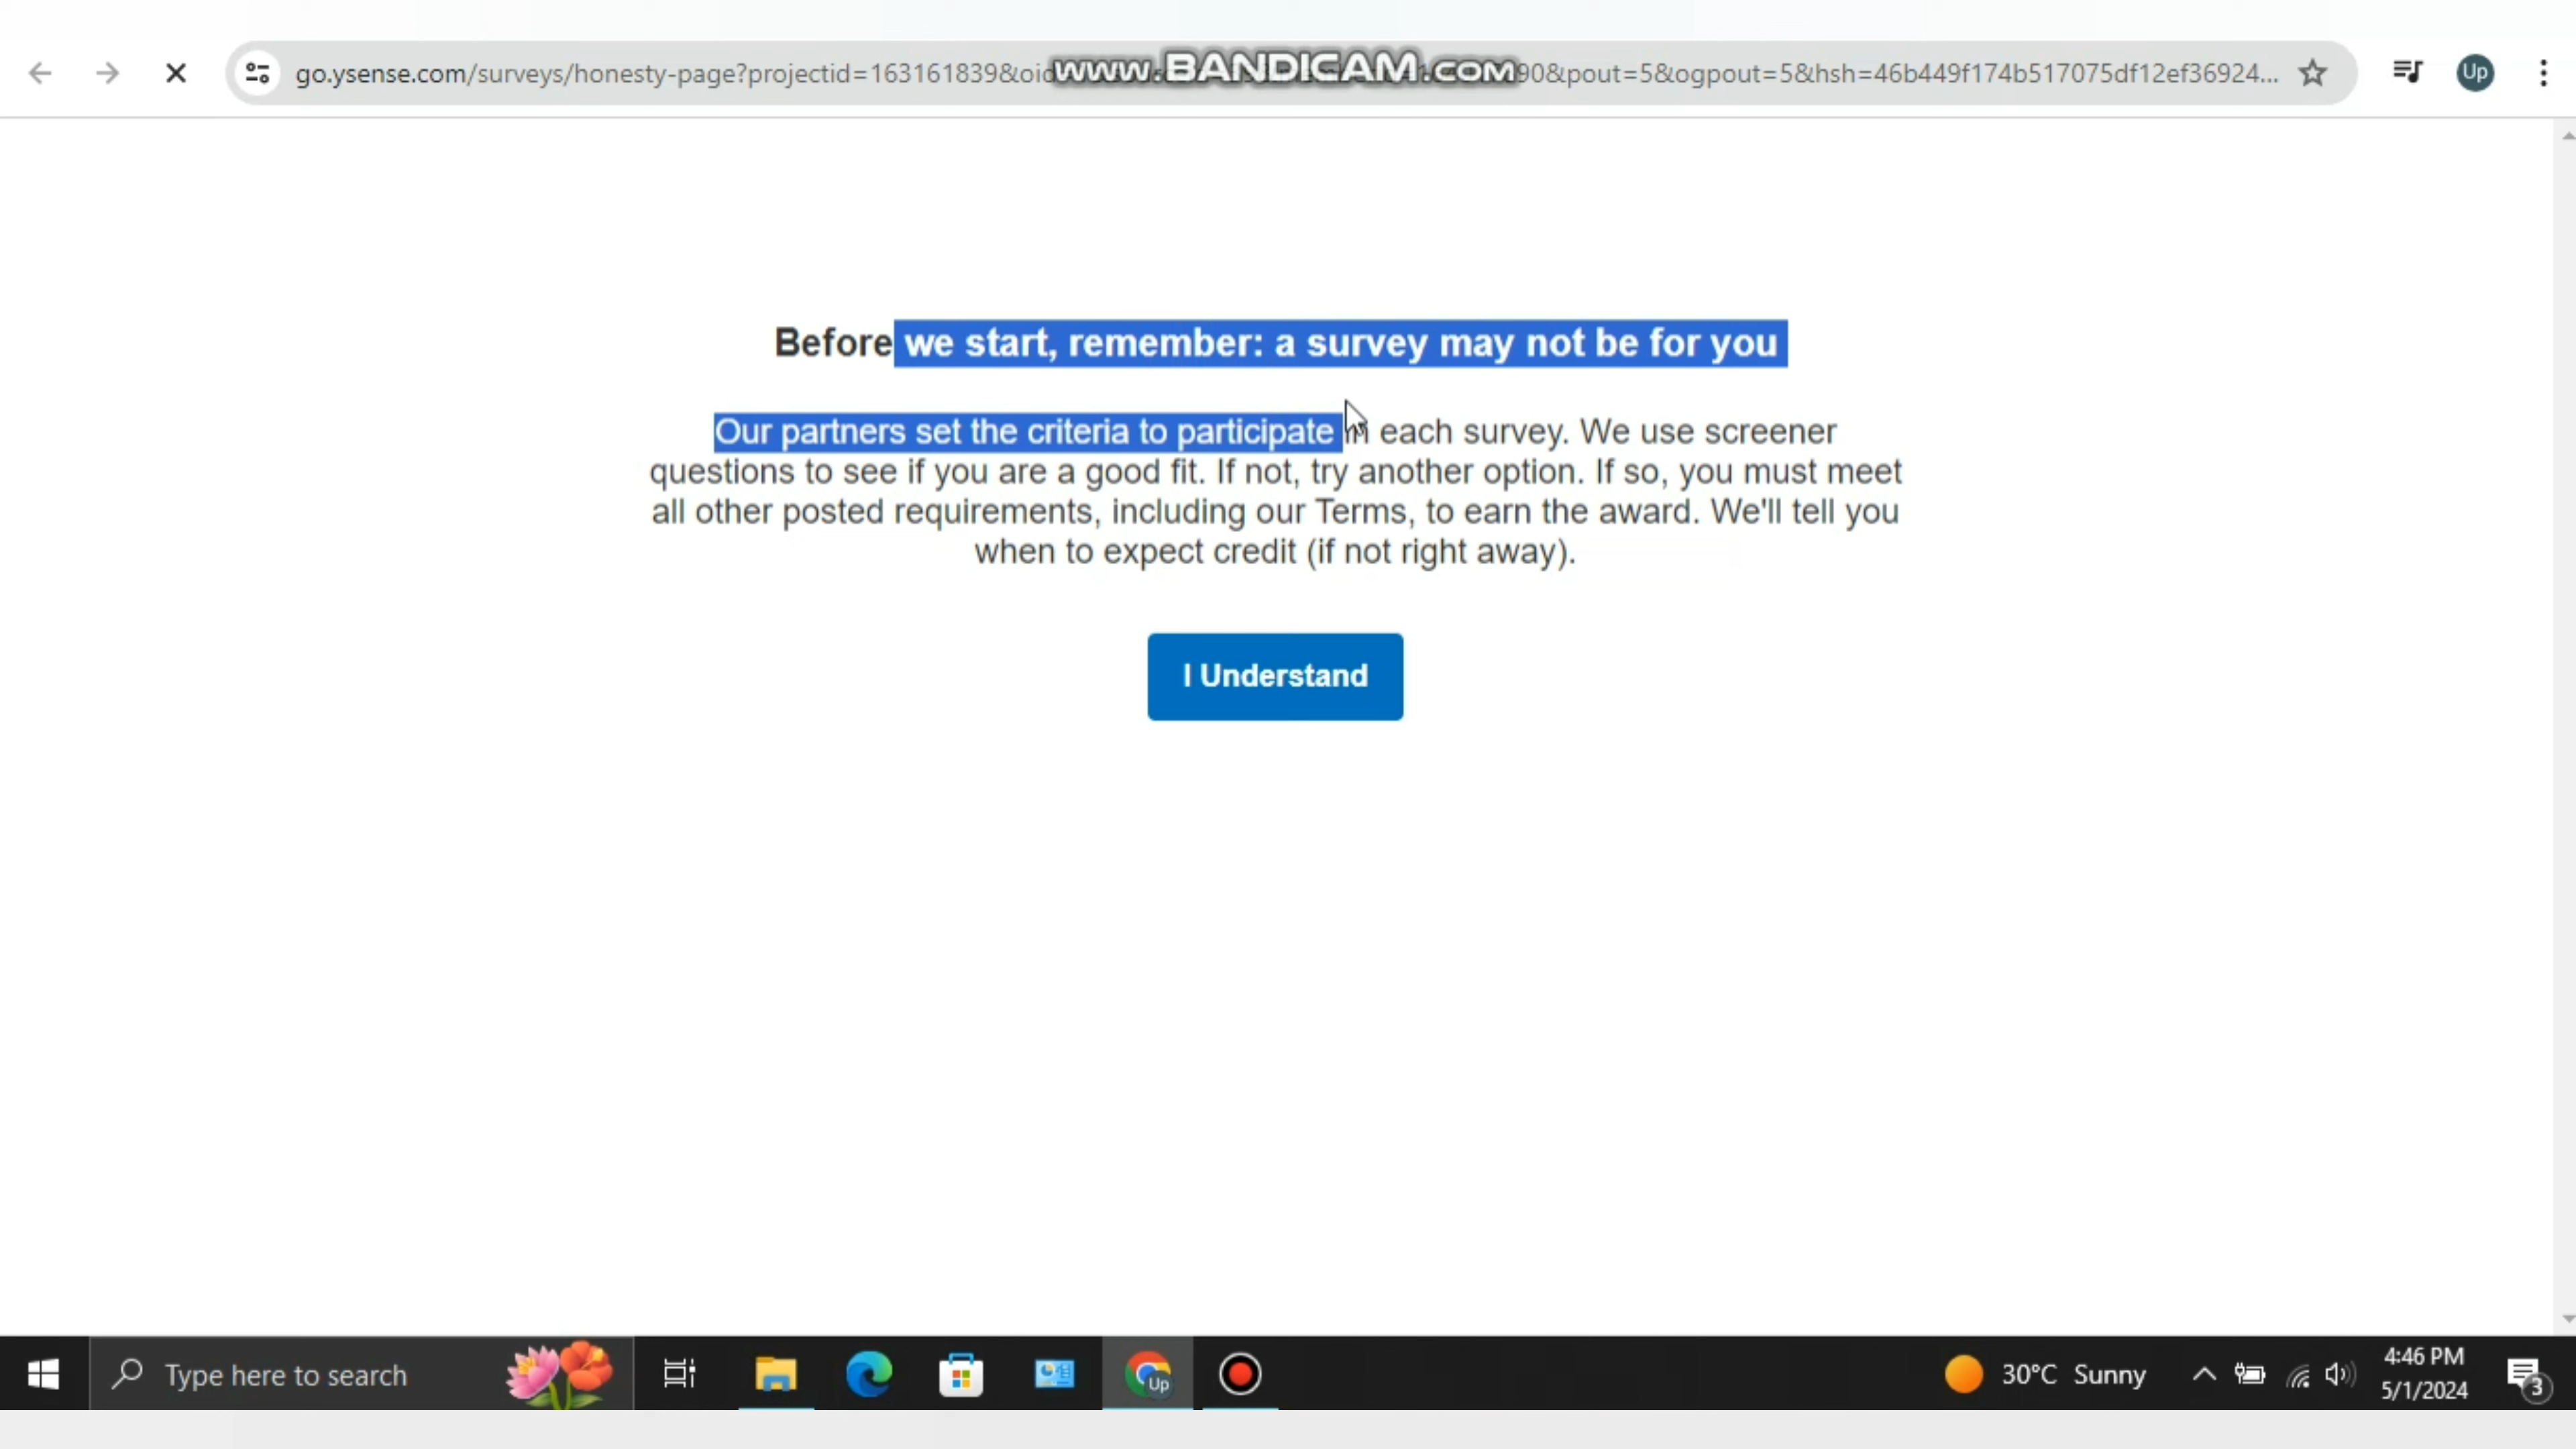 go.ysense.com/surveys/honesty-page?projectid=163161839&oid
www.BANDICAM.com
90&pout=5&ogpout=5&hsh=46b449f174b517075df12ef36924...
Up
Before we start, remember: a survey may not be for you
Our partners set the criteria to participate in each survey. We use screener
questions to see if you are a good fit. If not, try another option. If so, you must meet
all other posted requirements, including our Terms, to earn the award. We'll tell you
when to expect credit (if not right away).
I Understand
Type here to search
Up
30°C Sunny
4:46 PM
5/1/2024
3